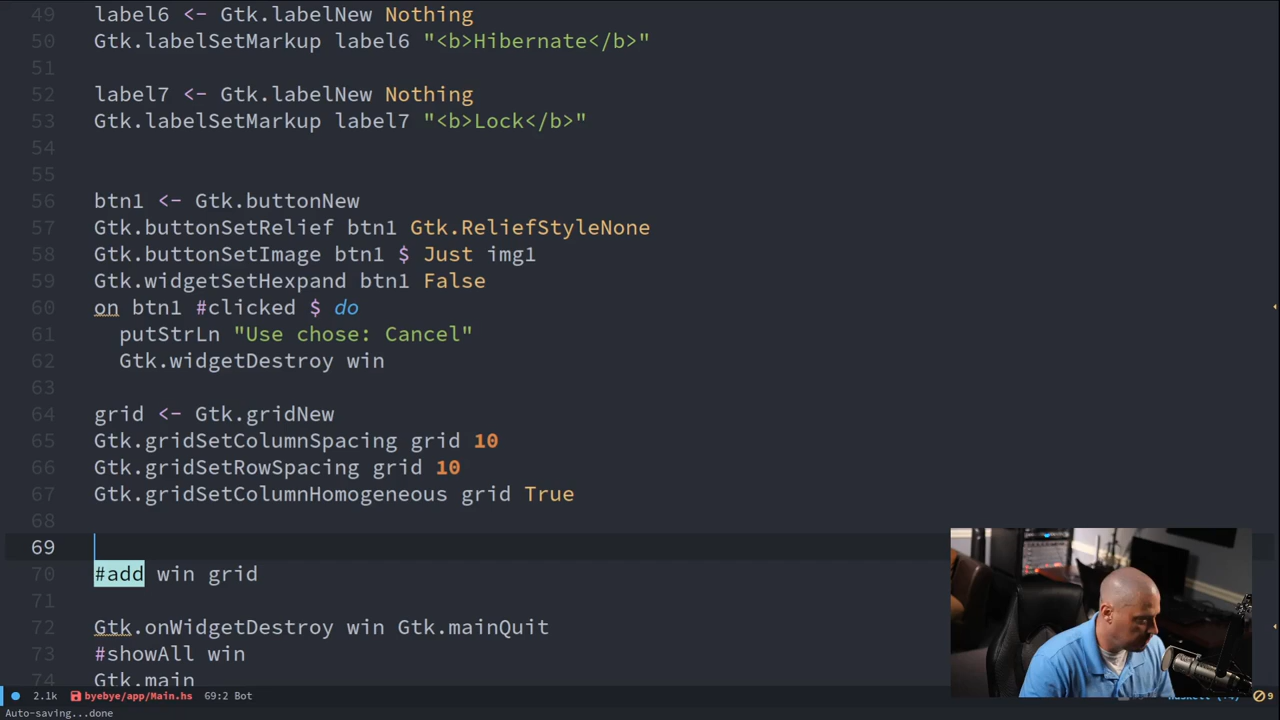 49 label6 <- Gtk.labelNew Nothing
50 Gtk.labelSetMarkup label6 "<b>Hibernate</b>"
51
52 label7 <- Gtk.labelNew Nothing
53 Gtk.labelSetMarkup label7 "<b>Lock</b>"
54
55
56 btn1 <- Gtk.buttonNew
57 Gtk.buttonSetRelief btn1 Gtk.ReliefStyleNone
58 Gtk.buttonSetImage btn1 $ Just img1
59 Gtk.widgetSetHexpand btn1 False
60 on btn1 #clicked $ do
61 putStrLn "Use chose: Cancel"
62 Gtk.widgetDestroy win
63
64 grid <- Gtk.gridNew
65 Gtk.gridSetColumnSpacing grid 10
66 Gtk.gridSetRowSpacing grid 10
67 Gtk.gridSetColumnHomogeneous grid True
68
69
70 #add win grid
71
72 Gtk.onWidgetDestroy win Gtk.mainQuit
73 #showAll win
74 Gtk.main
2.1k byebye/app/Main.hs 69:2 Bot 9
Auto-saving...done